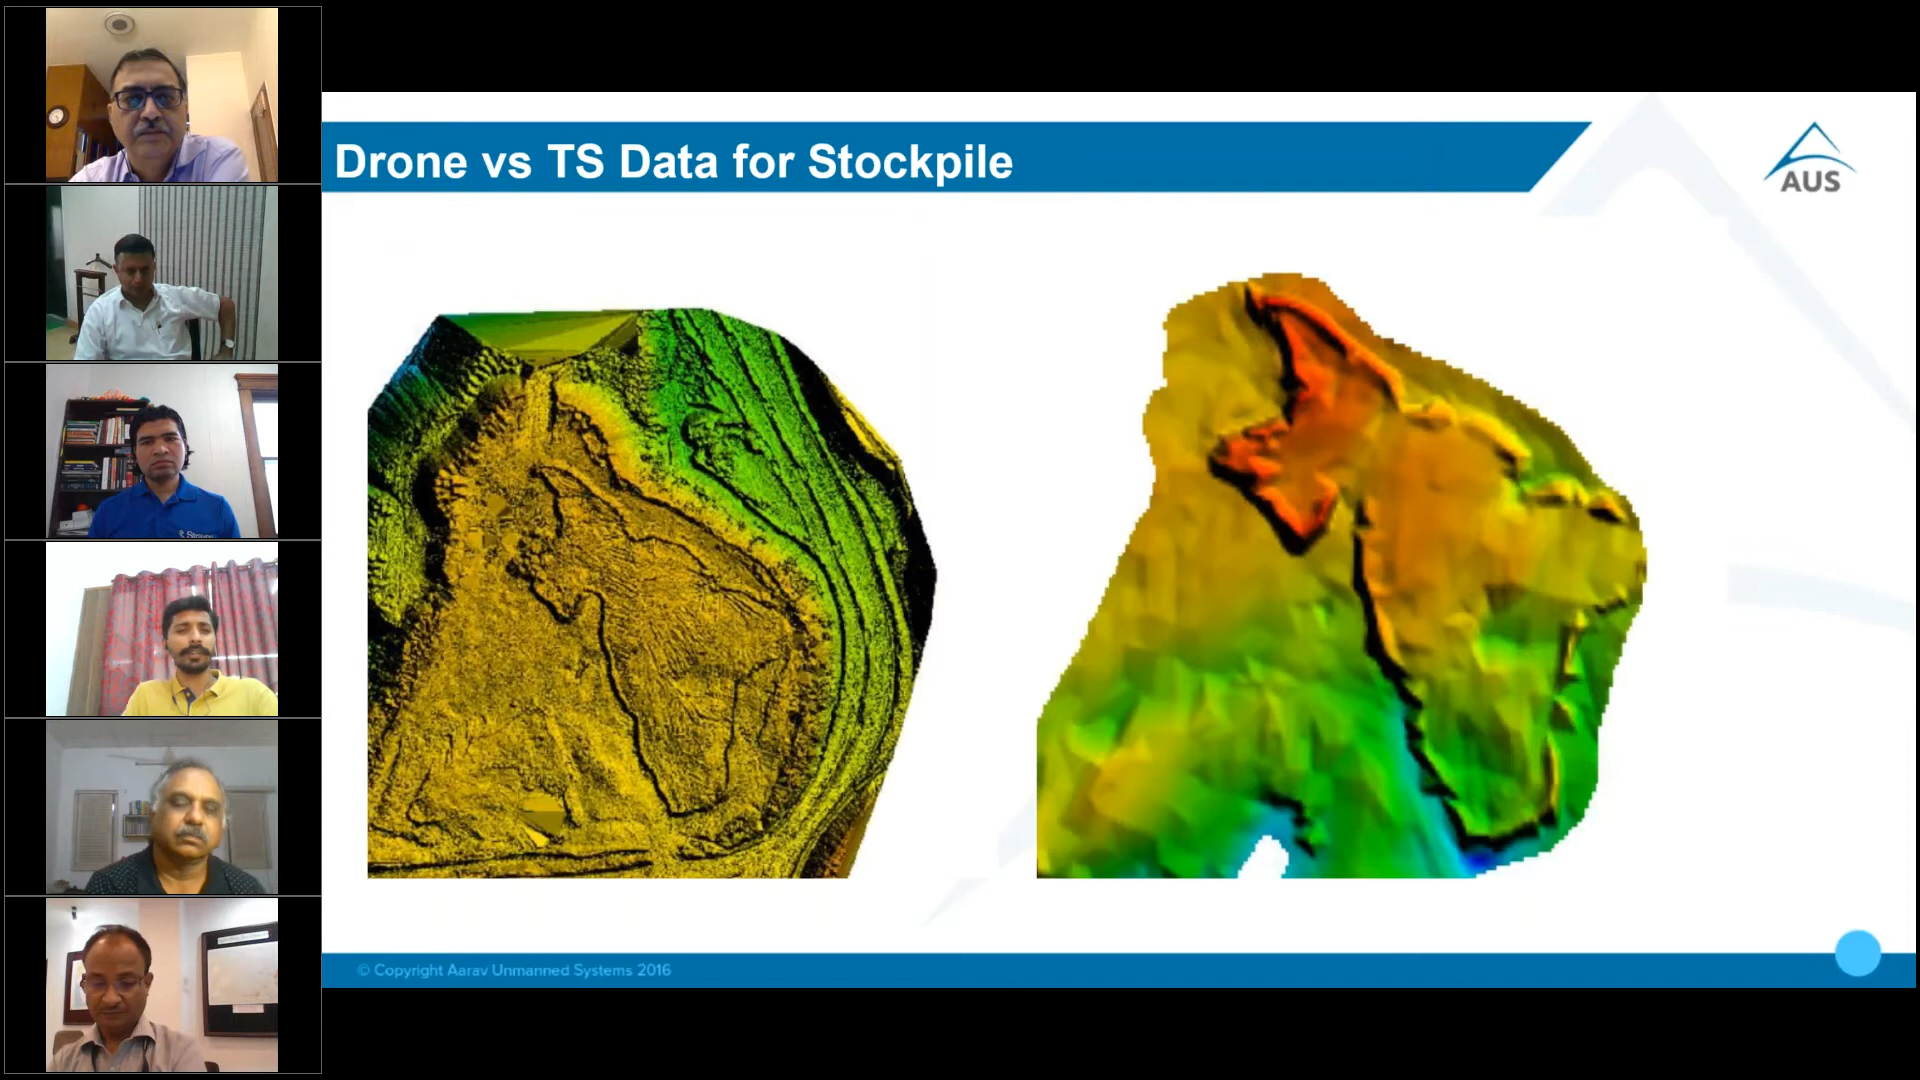 Drone vs TS Data for Stockpile
AUS
© Copyright Aarav Unmanned Systems 2016